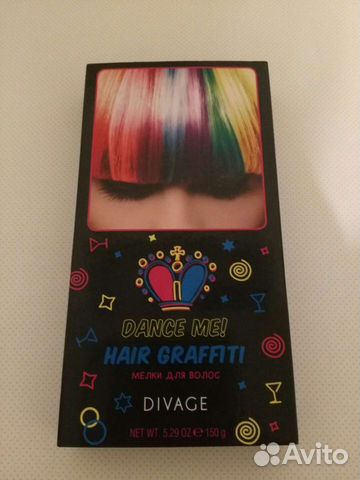 DANCE ME!
HAIR GRAFFITI
МЕЛКИ ДЛЯ ВОЛОС
DIVAGE
NET WT. 5.29 OZ ℮ 150 g
Avito